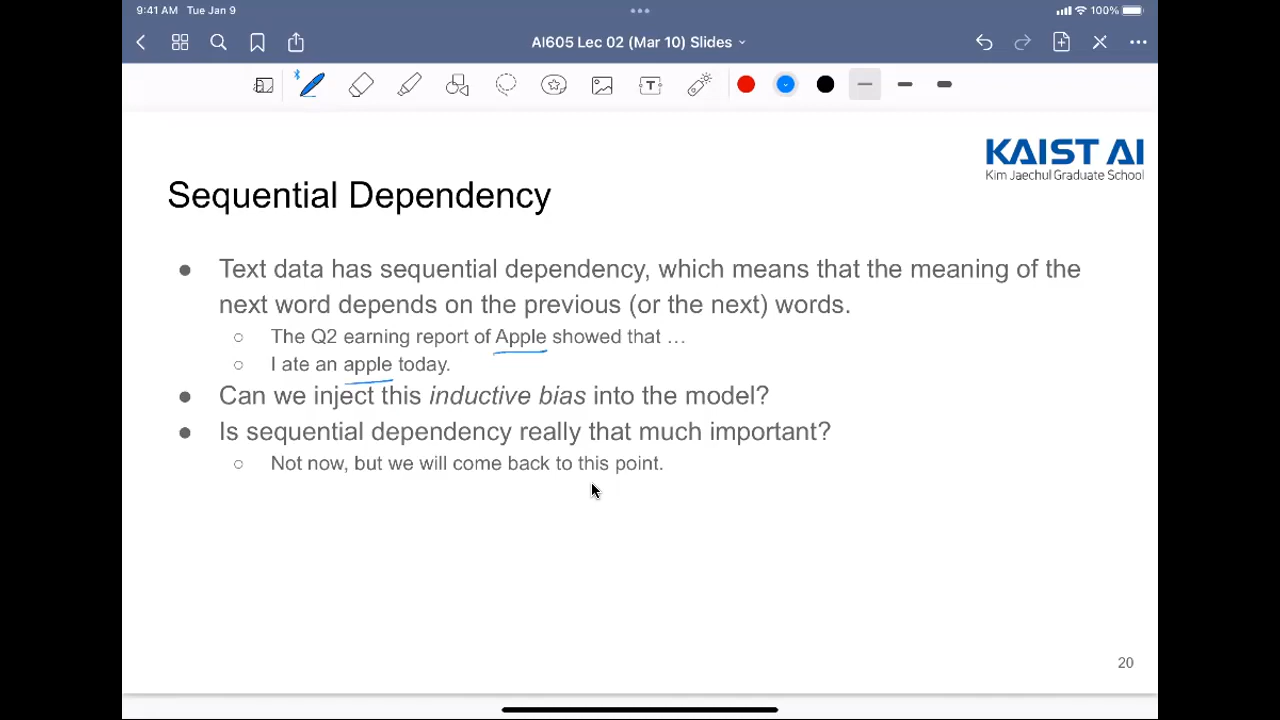 9:41 AM Tue Jan 9
100%
AI605 Lec 02 (Mar 10) Slides
T
KAIST AI
Kim Jaechul Graduate School
Sequential Dependency
● Text data has sequential dependency, which means that the meaning of the
next word depends on the previous (or the next) words.
○ The Q2 earning report of Apple showed that …
○ I ate an apple today.
● Can we inject this inductive bias into the model?
● Is sequential dependency really that much important?
○ Not now, but we will come back to this point.
20